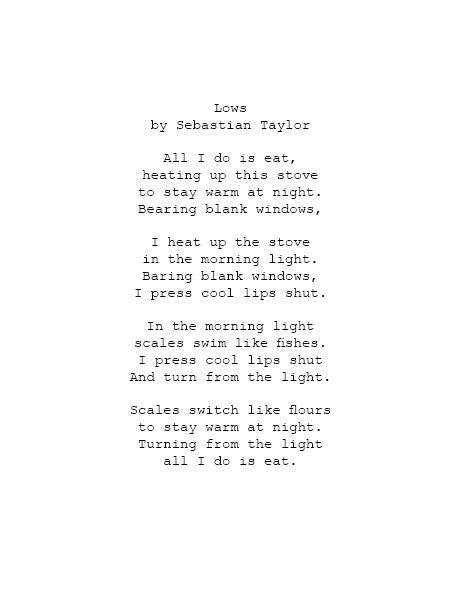 Lows
by Sebastian Taylor
All I do is eat,
heating up this stove
to stay warm at night.
Bearing blank windows,
I heat up the stove
in the morning light.
Baring blank windows,
I press cool lips shut.
In the morning light
scales swim like fishes.
I press cool lips shut
And turn from the light.
Scales switch like flours
to stay warm at night.
Turning from the light
all I do is eat.